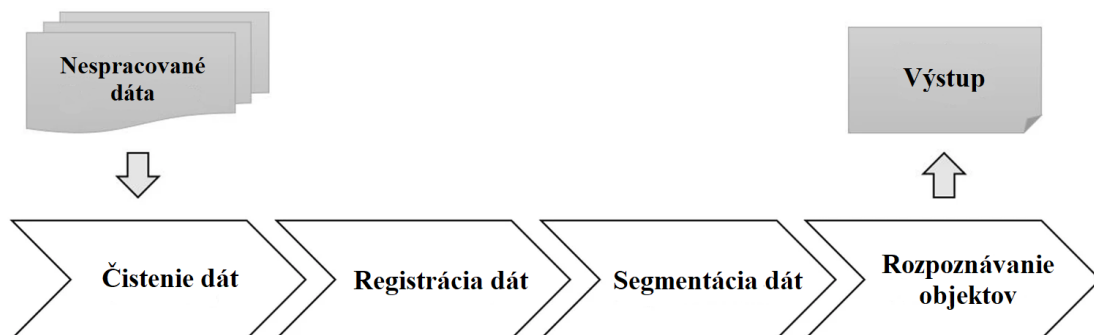 Nespracované
dáta
Výstup
Čistenie dát
Registrácia dát
Segmentácia dát
Rozpoznávanie
objektov